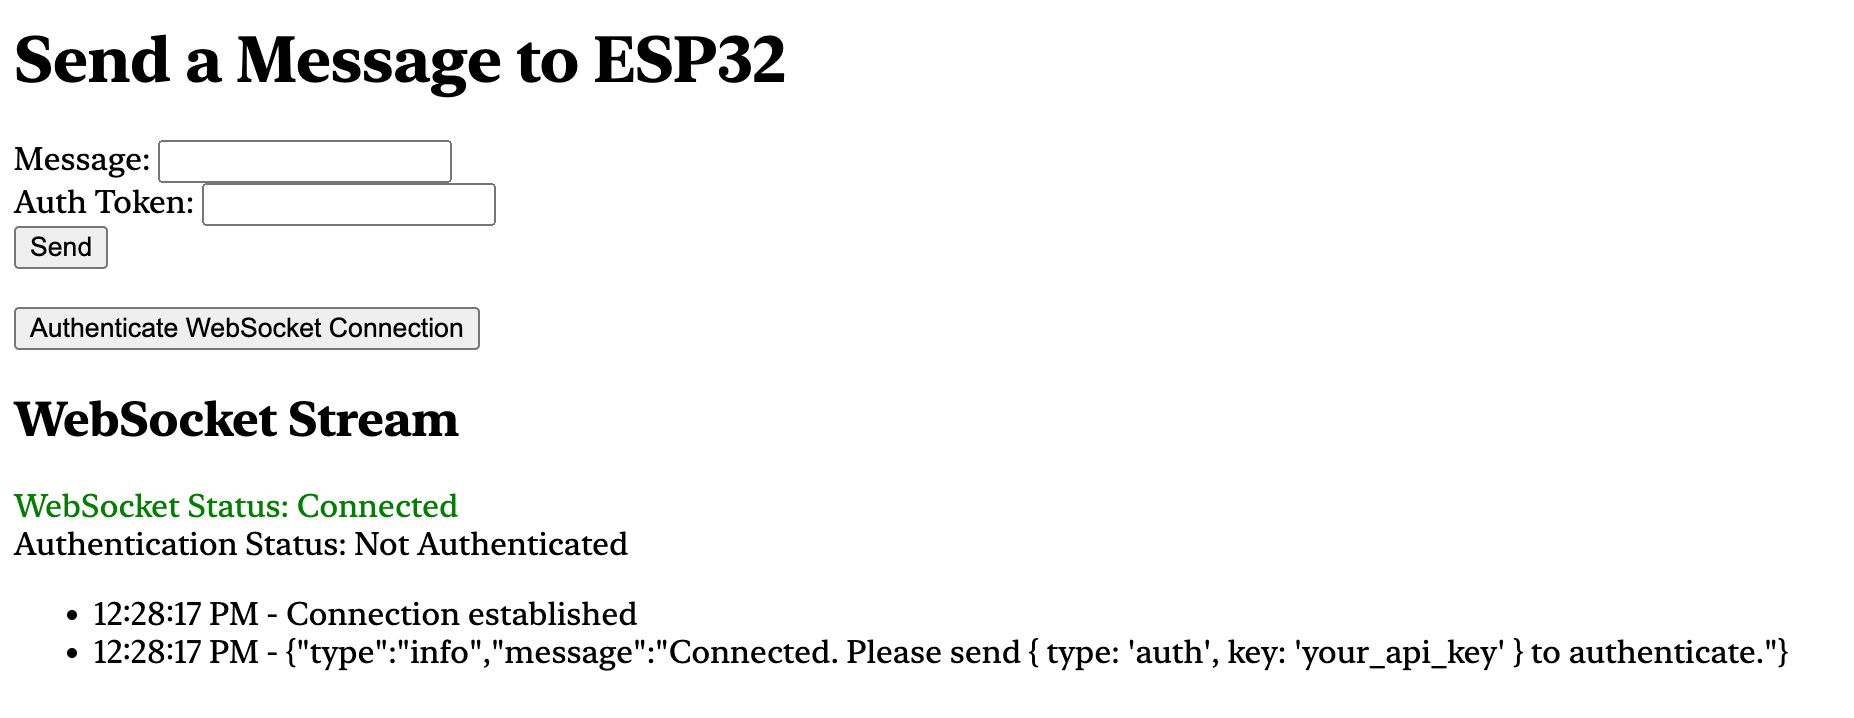 Send a Message to ESP32
Message:
Auth Token:
Send
Authenticate WebSocket Connection
WebSocket Stream
WebSocket Status: Connected
Authentication Status: Not Authenticated
• 12:28:17 PM - Connection established
• 12:28:17 PM - {"type":"info","message":"Connected. Please send { type: 'auth', key: 'your_api_key' } to authenticate."}